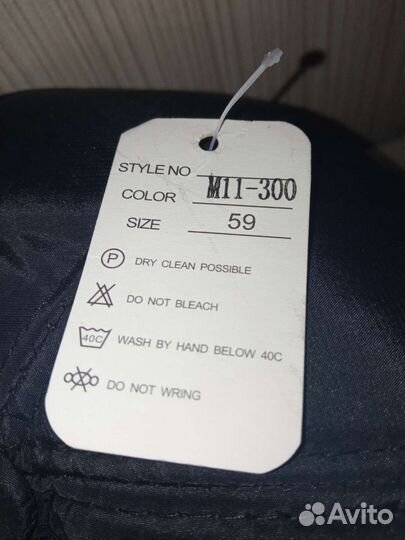 STYLE NO
COLOR M11-300
SIZE 59
P DRY CLEAN POSSIBLE
DO NOT BLEACH
40C WASH BY HAND BELOW 40C
DO NOT WRING
Avito